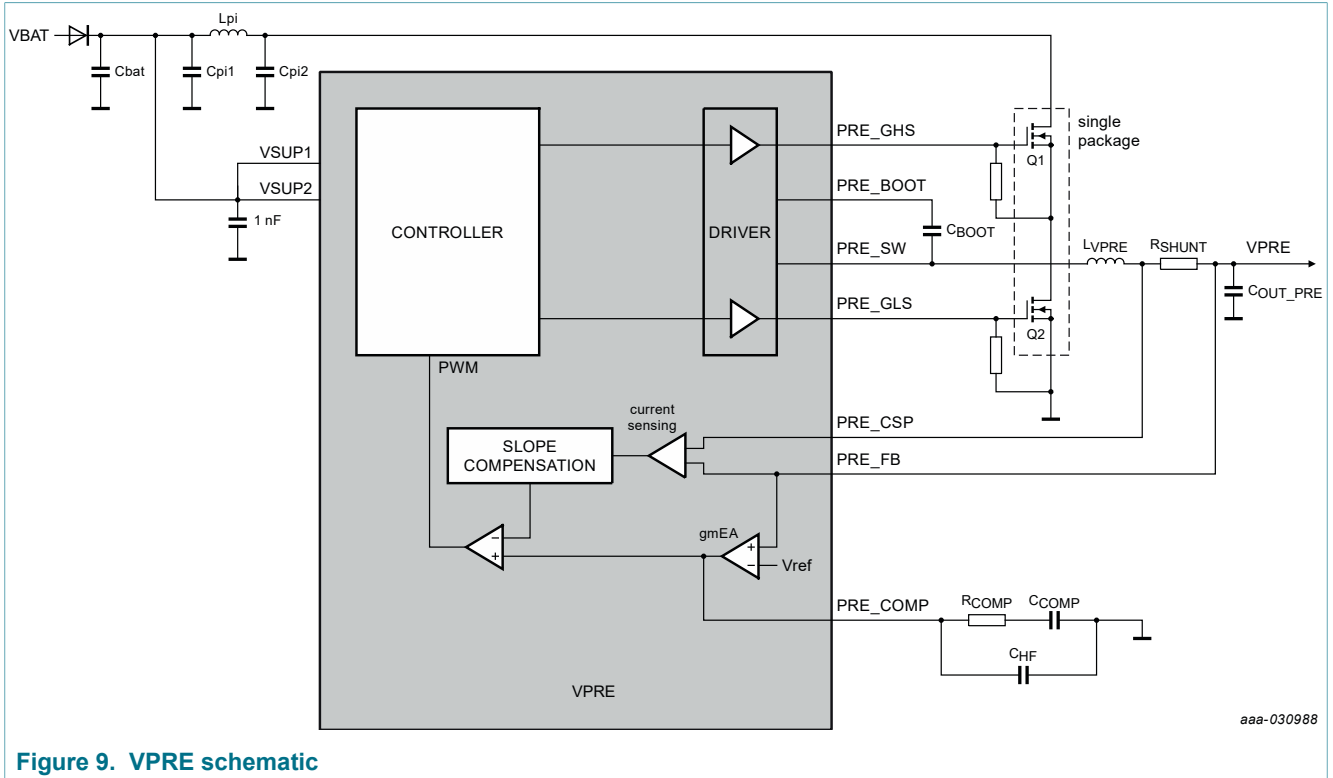 Lpi
VBAT
Cbat
Cpi1
Cpi2
VSUP1
VSUP2
1 nF
CONTROLLER
PWM
DRIVER
PRE_GHS
PRE_BOOT
CBOOT
PRE_SW
PRE_GLS
Q1
single
package
Q2
LVPRE
RSHUNT
VPRE
COUT_PRE
current
sensing
SLOPE
COMPENSATION
PRE_CSP
PRE_FB
gmEA
−
+
+
−
Vref
PRE_COMP
RCOMP
CCOMP
CHF
VPRE
aaa-030988
Figure 9. VPRE schematic